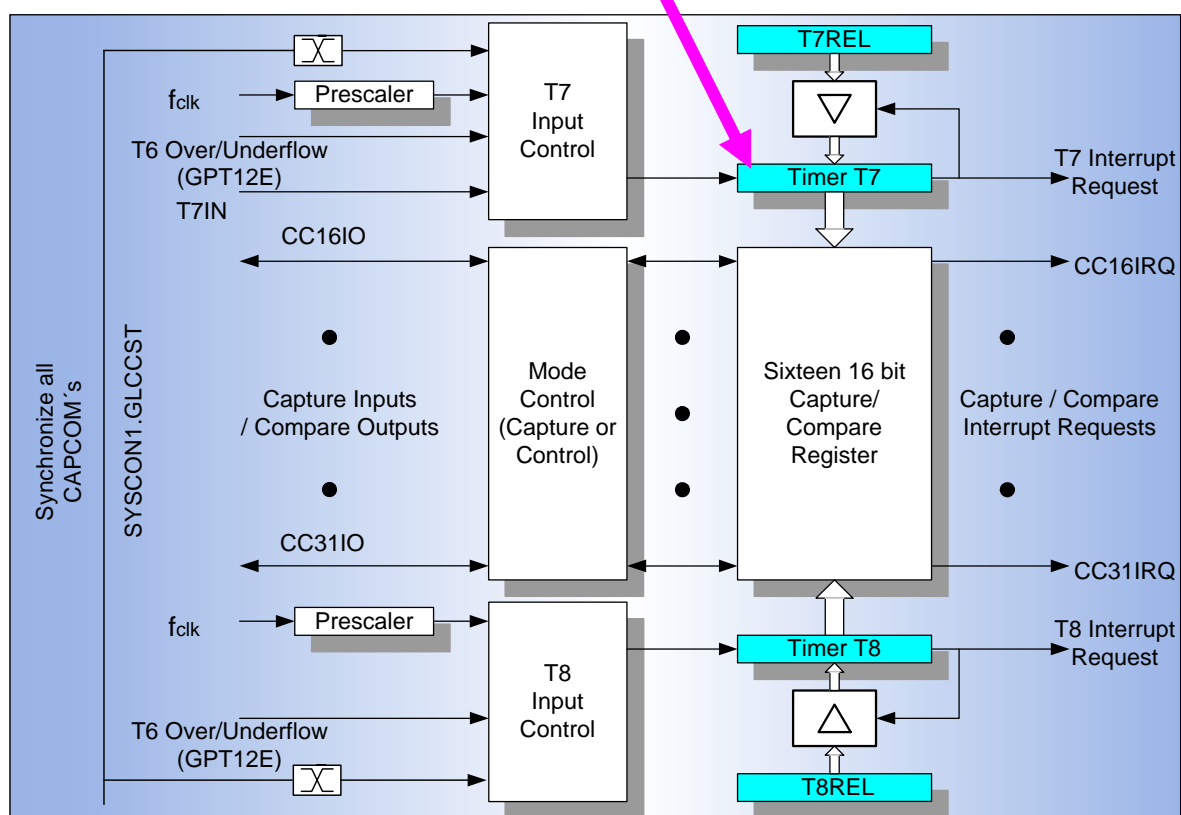 T7REL
fclk
Prescaler
T7
Input
Control
T6 Over/Underflow
(GPT12E)
T7IN
Timer T7
T7 Interrupt
Request
CC16IO
CC16IRQ
Synchronize all
CAPCOM´s
SYSCON1.GLCCST
Capture Inputs
/ Compare Outputs
Mode
Control
(Capture or
Control)
Sixteen 16 bit
Capture/
Compare
Register
Capture / Compare
Interrupt Requests
CC31IO
CC31IRQ
fclk
Prescaler
T8
Input
Control
Timer T8
T8 Interrupt
Request
T6 Over/Underflow
(GPT12E)
T8REL